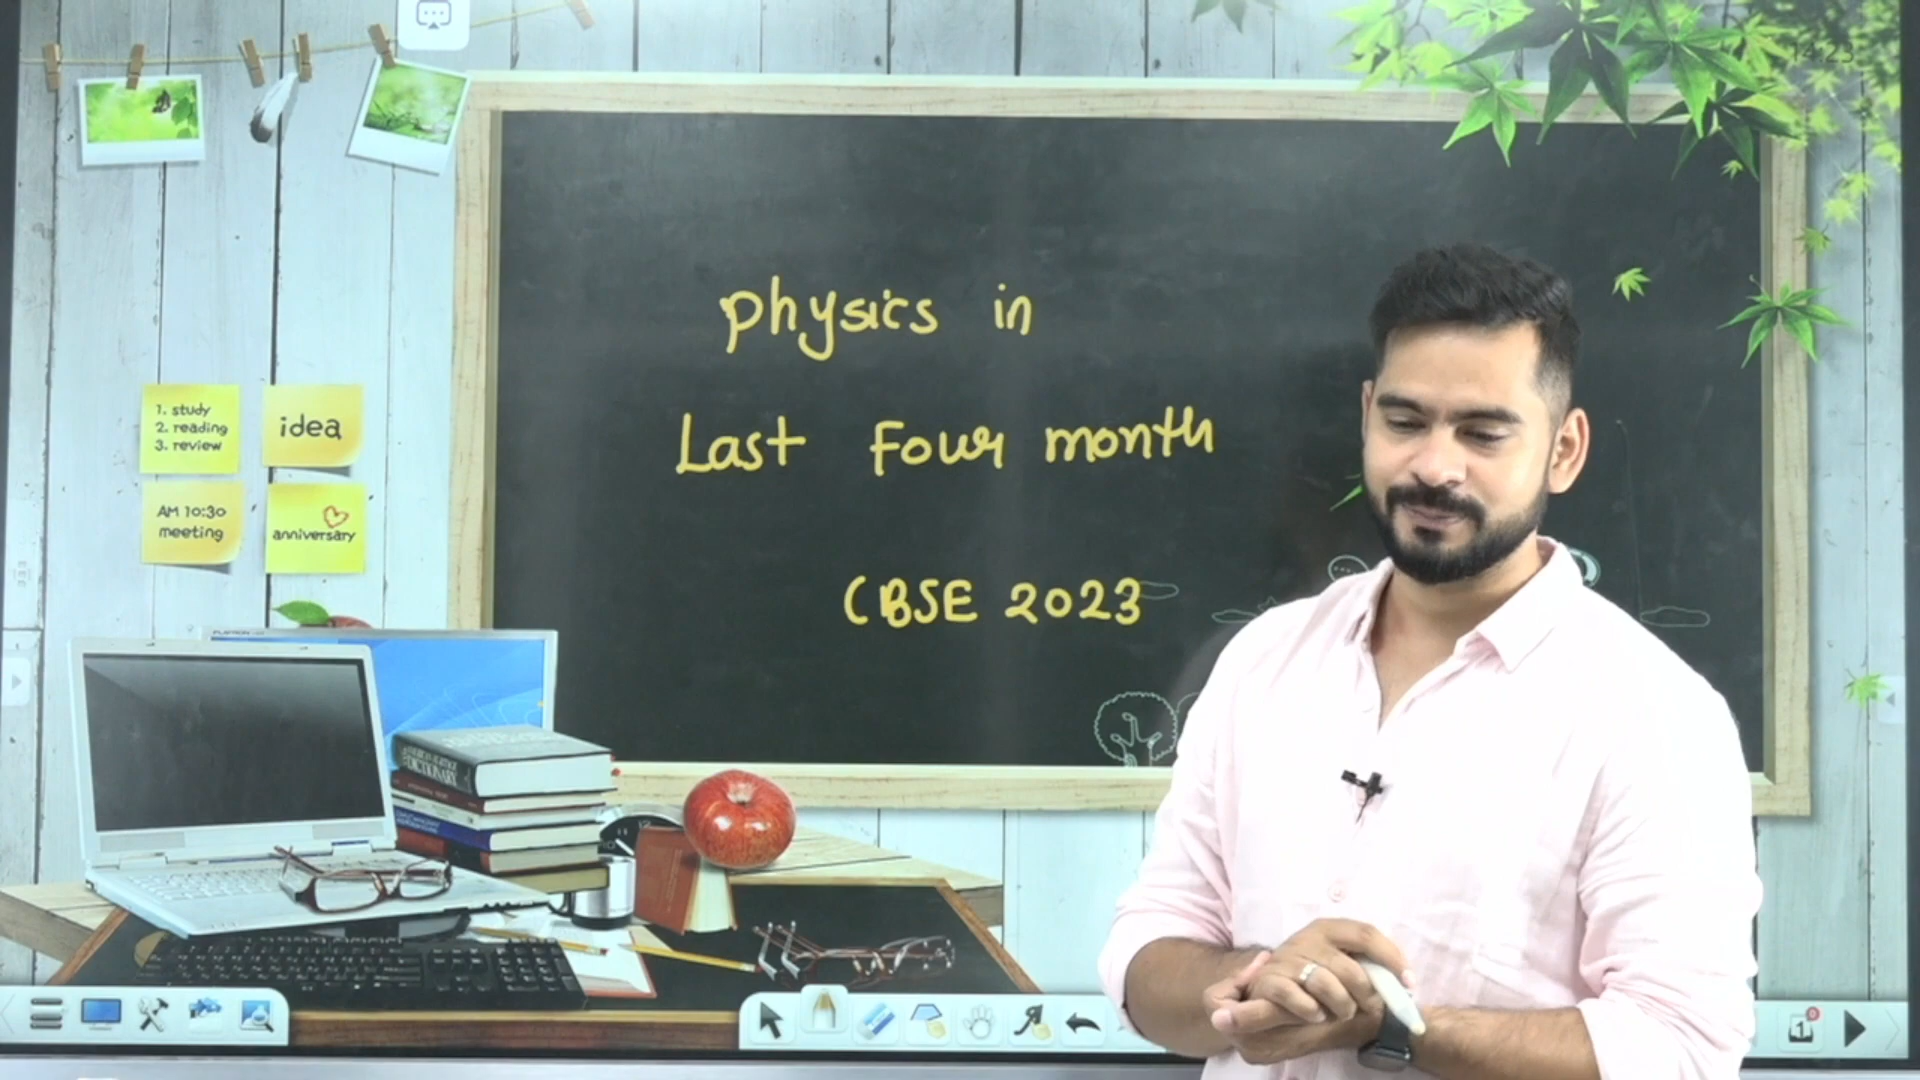 physics in
Last Four month
CBSE 2023
1. study
2. reading
3. review
idea
AM 10:30
meeting
anniversary
DICTIONARY